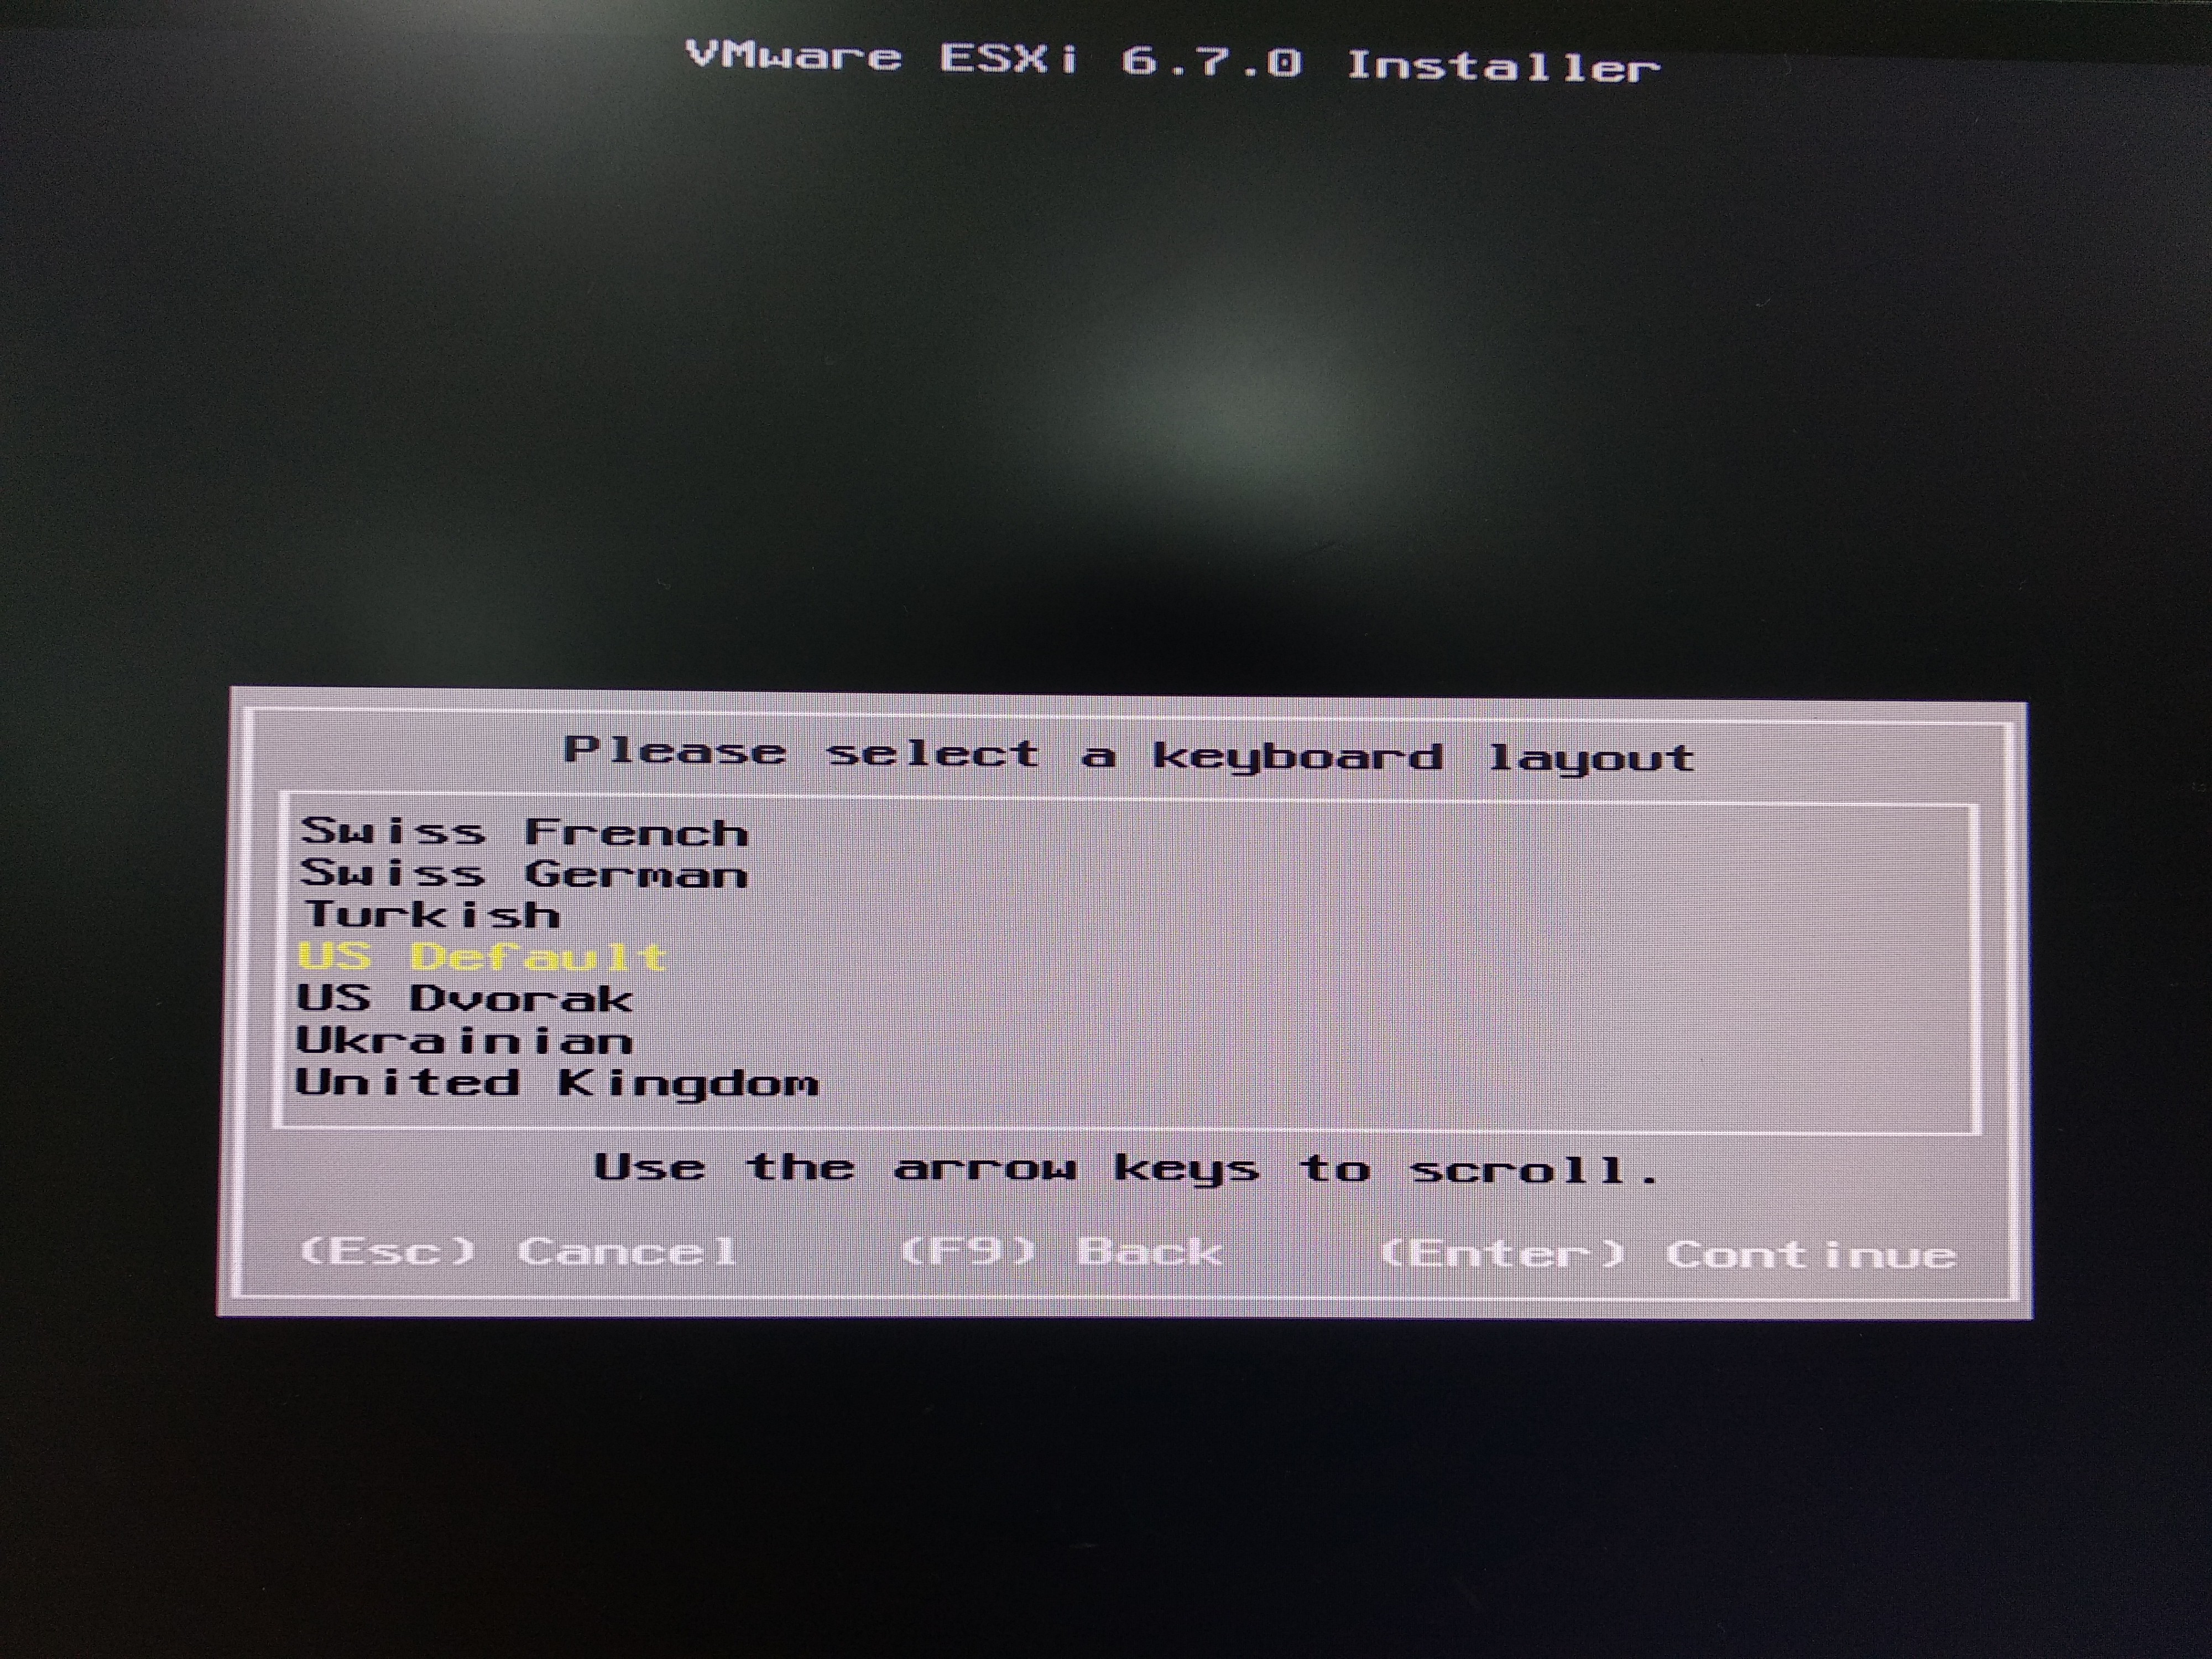 VMware ESXi 6.7.0 Installer
Please select a keyboard layout
Swiss French
Swiss German
Turkish
US Default
US Dvorak
Ukrainian
United Kingdom
Use the arrow keys to scroll.
(Esc) Cancel (F9) Back (Enter) Continue